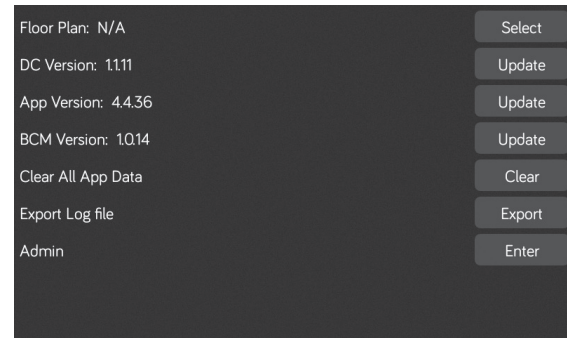 Floor Plan: N/A Select
DC Version: 1.1.11 Update
App Version: 4.4.36 Update
BCM Version: 1.0.14 Update
Clear All App Data Clear
Export Log file Export
Admin Enter